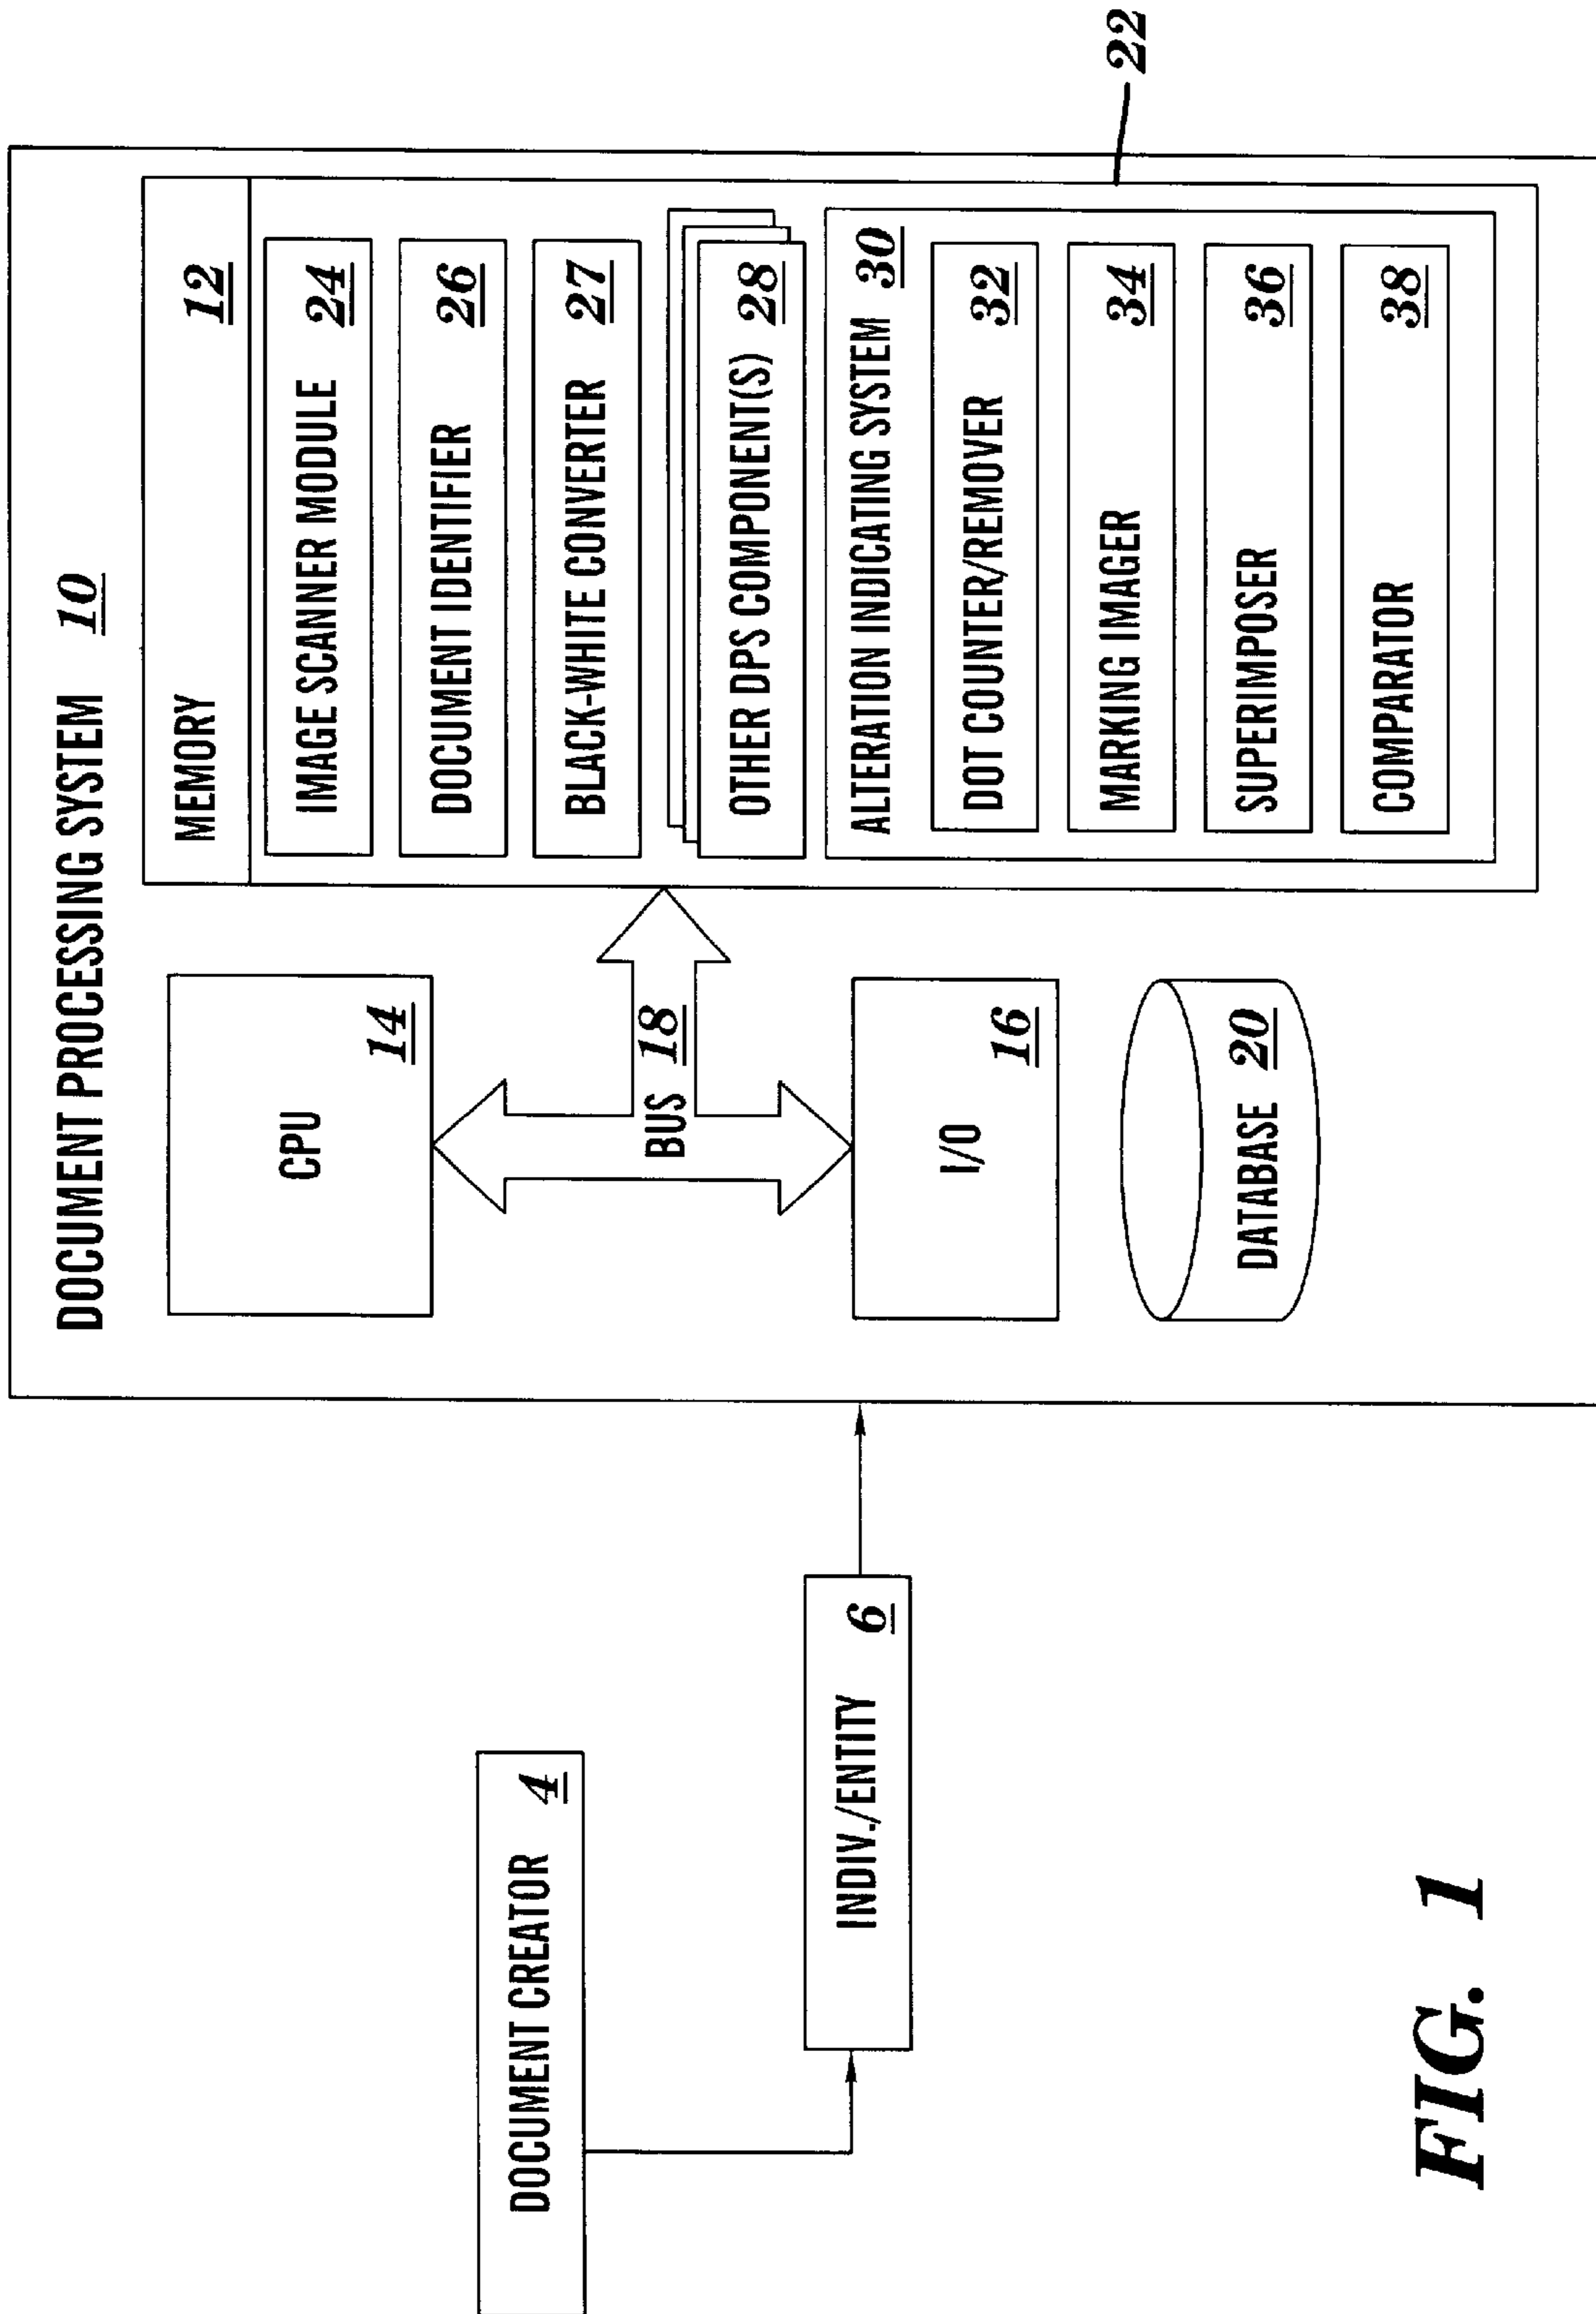 DOCUMENT PROCESSING SYSTEM 10
CPU
14
BUS 18
I/O
16
DATABASE 20
MEMORY
12
IMAGE SCANNER MODULE 24
DOCUMENT IDENTIFIER 26
BLACK-WHITE CONVERTER 27
OTHER DPS COMPONENT(S) 28
ALTERATION INDICATING SYSTEM 30
DOT COUNTER/REMOVER 32
MARKING IMAGER 34
SUPERIMPOSER 36
COMPARATOR 38
22
DOCUMENT CREATOR 4
INDIV./ENTITY 6
FIG. 1